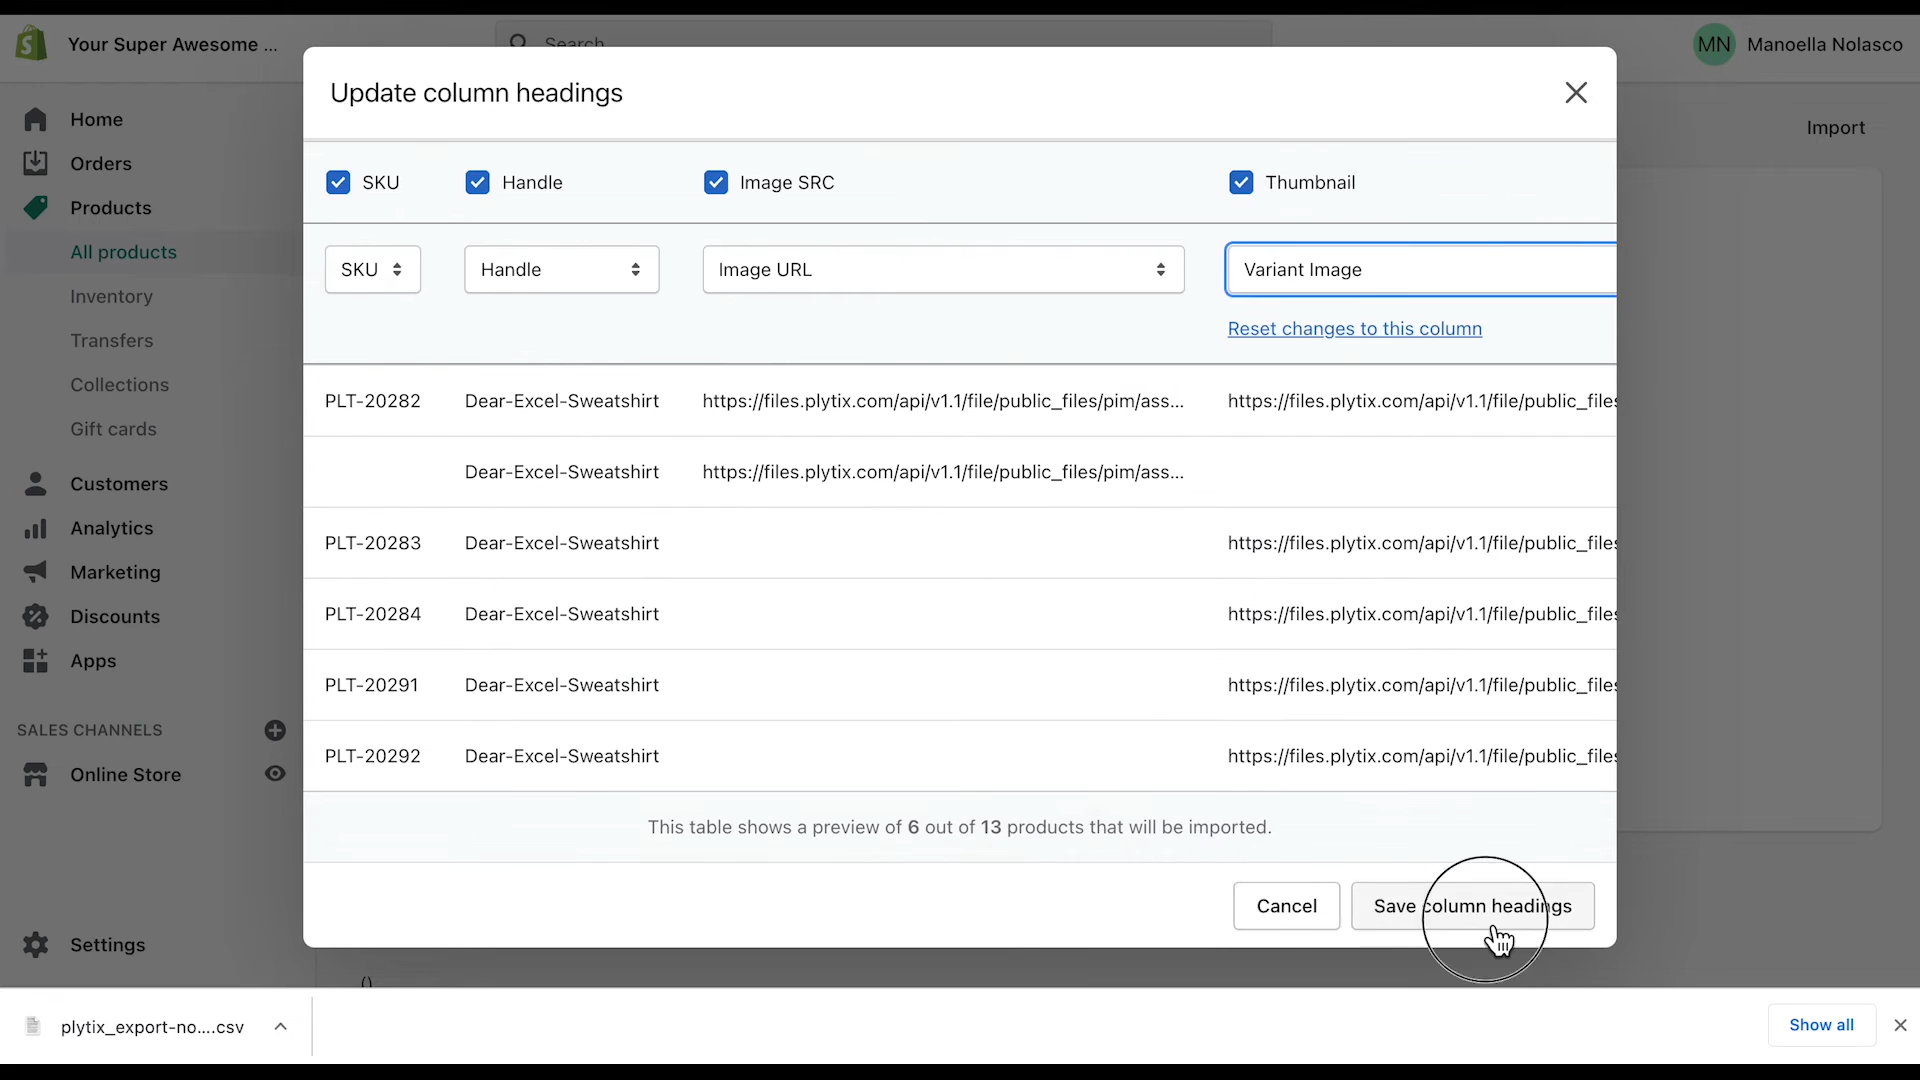 Your Super Awesome ...
Search
MN Manoella Nolasco
Home
Orders
Products
All products
Inventory
Transfers
Collections
Gift cards
Customers
Analytics
Marketing
Discounts
Apps
SALES CHANNELS
Online Store
Settings
Import
Update column headings
SKU Handle Image SRC Thumbnail
SKU Handle Image URL Variant Image
Reset changes to this column
PLT-20282 Dear-Excel-Sweatshirt https://files.plytix.com/api/v1.1/file/public_files/pim/ass... https://files.plytix.com/api/v1.1/file/public_files
Dear-Excel-Sweatshirt https://files.plytix.com/api/v1.1/file/public_files/pim/ass...
PLT-20283 Dear-Excel-Sweatshirt https://files.plytix.com/api/v1.1/file/public_files
PLT-20284 Dear-Excel-Sweatshirt https://files.plytix.com/api/v1.1/file/public_files
PLT-20291 Dear-Excel-Sweatshirt https://files.plytix.com/api/v1.1/file/public_files
PLT-20292 Dear-Excel-Sweatshirt https://files.plytix.com/api/v1.1/file/public_files
This table shows a preview of 6 out of 13 products that will be imported.
Cancel Save column headings
plytix_export-no....csv
Show all